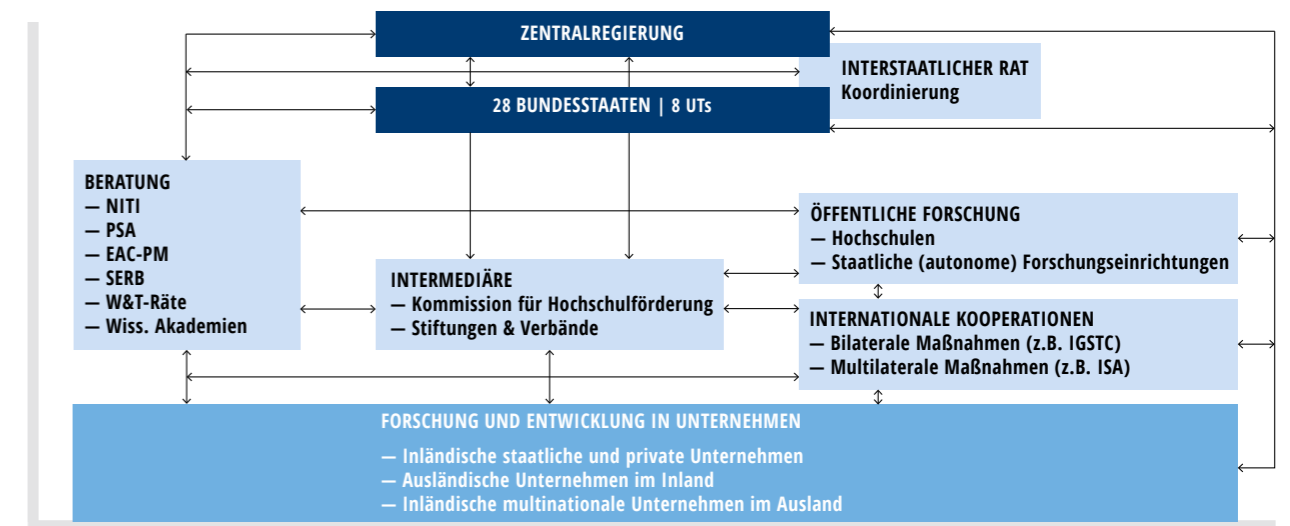 ZENTRALREGIERUNG
INTERSTAATLICHER RAT
Koordinierung
28 BUNDESSTAATEN | 8 UTs
BERATUNG
— NITI
— PSA
— EAC-PM
— SERB
— W&T-Räte
— Wiss. Akademien
ÖFFENTLICHE FORSCHUNG
— Hochschulen
— Staatliche (autonome) Forschungseinrichtungen
INTERMEDIÄRE
— Kommission für Hochschulförderung
— Stiftungen & Verbände
INTERNATIONALE KOOPERATIONEN
— Bilaterale Maßnahmen (z.B. IGSTC)
— Multilaterale Maßnahmen (z.B. ISA)
FORSCHUNG UND ENTWICKLUNG IN UNTERNEHMEN
— Inländische staatliche und private Unternehmen
— Ausländische Unternehmen im Inland
— Inländische multinationale Unternehmen im Ausland